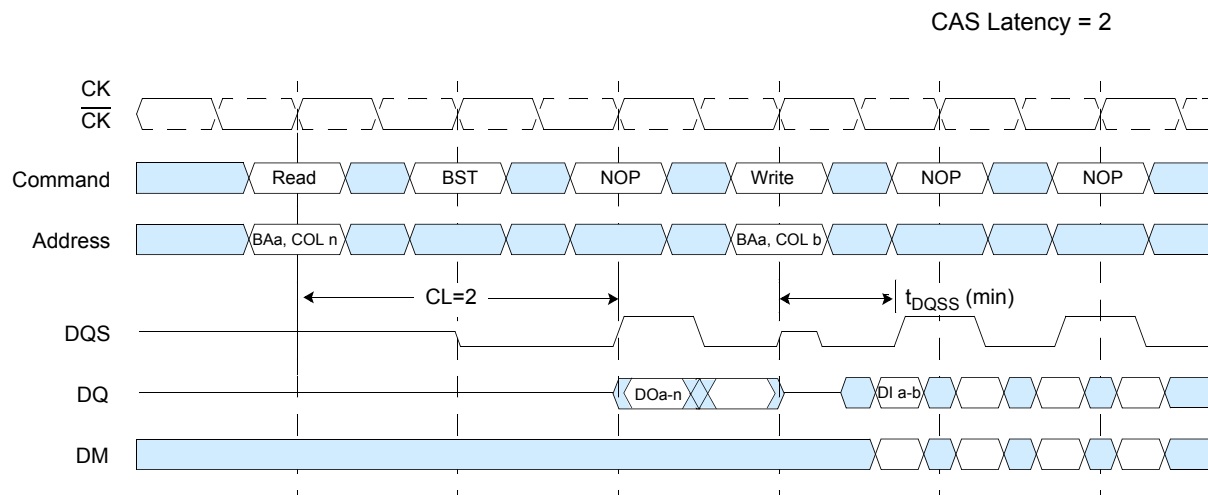 CAS Latency = 2
CK
CK
Command Read BST NOP Write NOP NOP
Address BAa, COL n BAa, COL b
CL=2 tDQSS (min)
DQS
DQ DOa-n DI a-b
DM